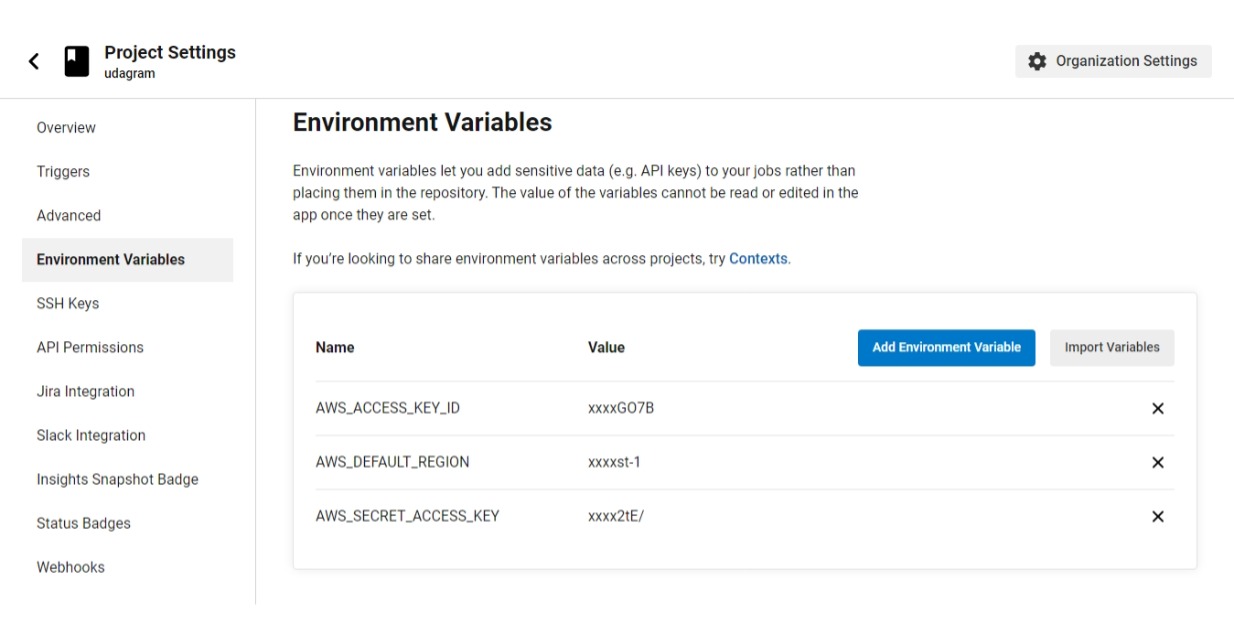 Project Settings
udagram
Organization Settings
Overview
Triggers
Advanced
Environment Variables
SSH Keys
API Permissions
Jira Integration
Slack Integration
Insights Snapshot Badge
Status Badges
Webhooks
Environment Variables
Environment variables let you add sensitive data (e.g. API keys) to your jobs rather than
placing them in the repository. The value of the variables cannot be read or edited in the
app once they are set.
If you're looking to share environment variables across projects, try Contexts.
Name Value Add Environment Variable Import Variables
AWS_ACCESS_KEY_ID xxxxGO7B
AWS_DEFAULT_REGION xxxxst-1
AWS_SECRET_ACCESS_KEY xxxx2tE/